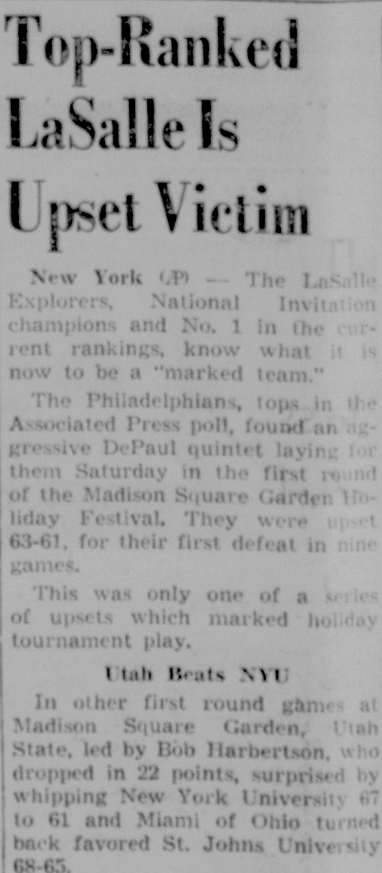 Top-Ranked
LaSalle Is
Upset Victim
New York (AP) — The LaSalle
Explorers, National Invitation
champions and No. 1 in the cur-
rent rankings, know what it is
now to be a "marked team."
The Philadelphians, tops in the
Associated Press poll, found an ag-
gressive DePaul quintet laying for
them Saturday in the first round
of the Madison Square Garden Ho-
liday Festival. They were upset
63-61, for their first defeat in nine
games.
This was only one of a series
of upsets which marked holiday
tournament play.
Utah Beats NYU
In other first round games at
Madison Square Garden, Utah
State, led by Bob Harbertson, who
dropped in 22 points, surprised by
whipping New York University 67
to 61 and Miami of Ohio turned
back favored St. Johns University
68-65.